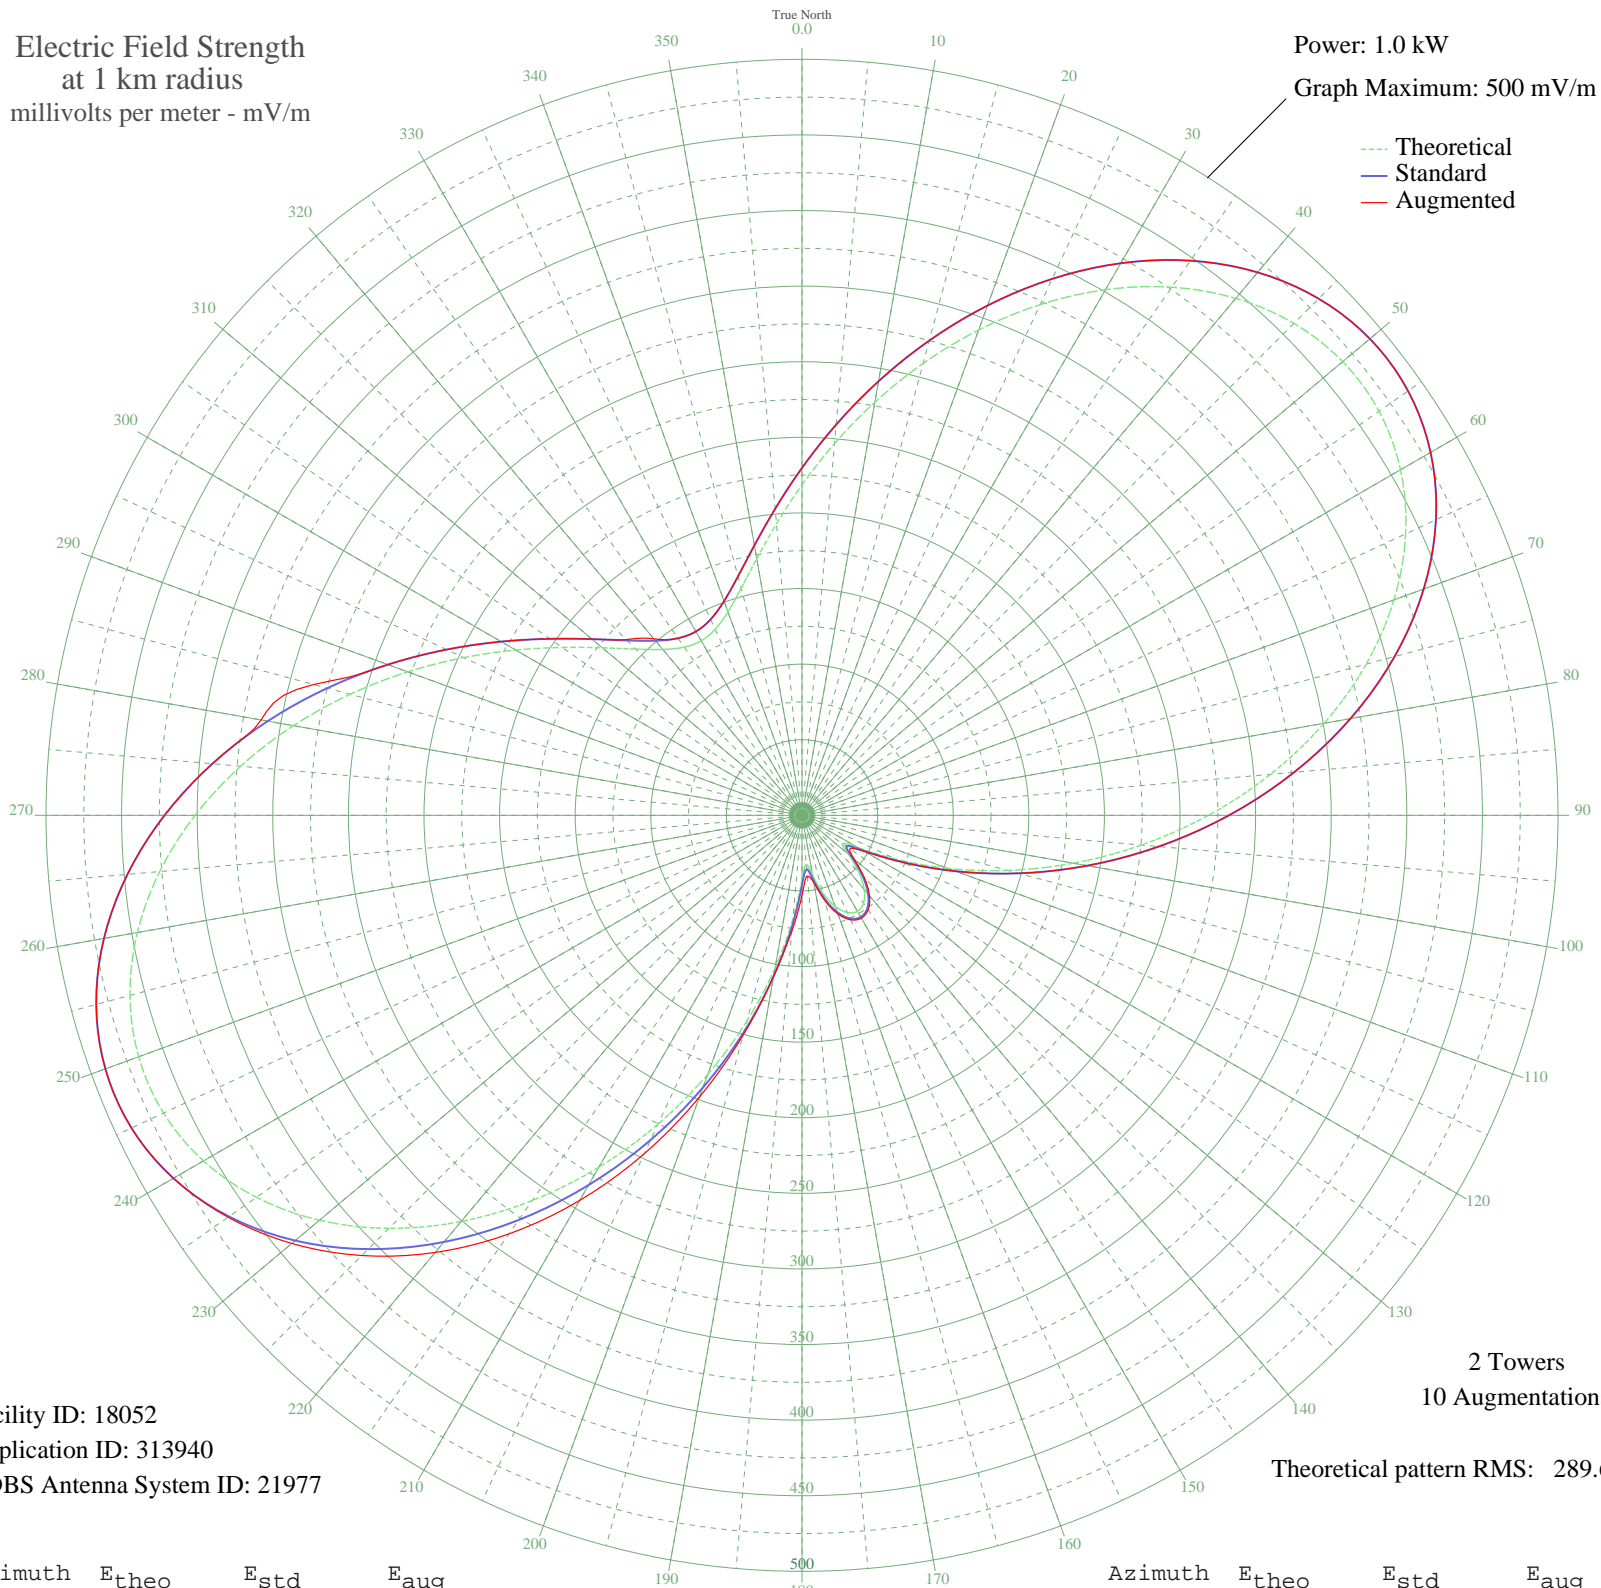 True North
Electric Field Strength
at 1 km radius
millivolts per meter - mV/m
Power: 1.0 kW
Graph Maximum: 500 mV/m
Theoretical
Standard
Augmented
0.0
10
20
30
40
50
60
70
80
90
100
110
120
130
140
150
160
170
190
200
210
220
230
240
250
260
270
280
290
300
310
320
330
340
350
100
150
200
250
300
350
400
450
500
2 Towers
10 Augmentation
Theoretical pattern RMS: 289.
cility ID: 18052
plication ID: 313940
DBS Antenna System ID: 21977
imuth Etheo Estd Eaug
Azimuth Etheo Estd Eaug